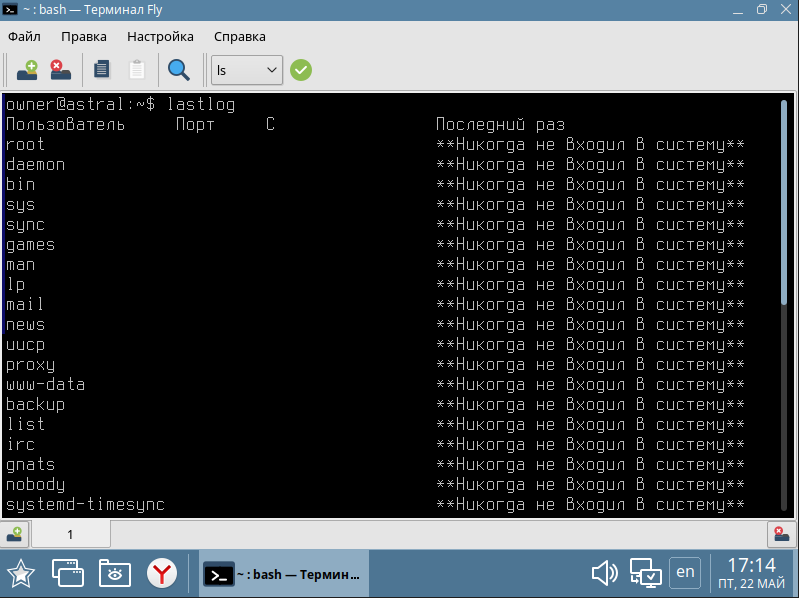 ~ : bash — Терминал Fly
Файл Правка Настройка Справка
ls
owner@astral:~$ lastlog
Пользователь Порт С Последний раз
root **Никогда не входил в систему**
daemon **Никогда не входил в систему**
bin **Никогда не входил в систему**
sys **Никогда не входил в систему**
sync **Никогда не входил в систему**
games **Никогда не входил в систему**
man **Никогда не входил в систему**
lp **Никогда не входил в систему**
mail **Никогда не входил в систему**
news **Никогда не входил в систему**
uucp **Никогда не входил в систему**
proxy **Никогда не входил в систему**
www-data **Никогда не входил в систему**
backup **Никогда не входил в систему**
list **Никогда не входил в систему**
irc **Никогда не входил в систему**
gnats **Никогда не входил в систему**
nobody **Никогда не входил в систему**
systemd-timesync **Никогда не входил в систему**
1
~ : bash — Термин...
en
17:14
ПТ, 22 МАЙ